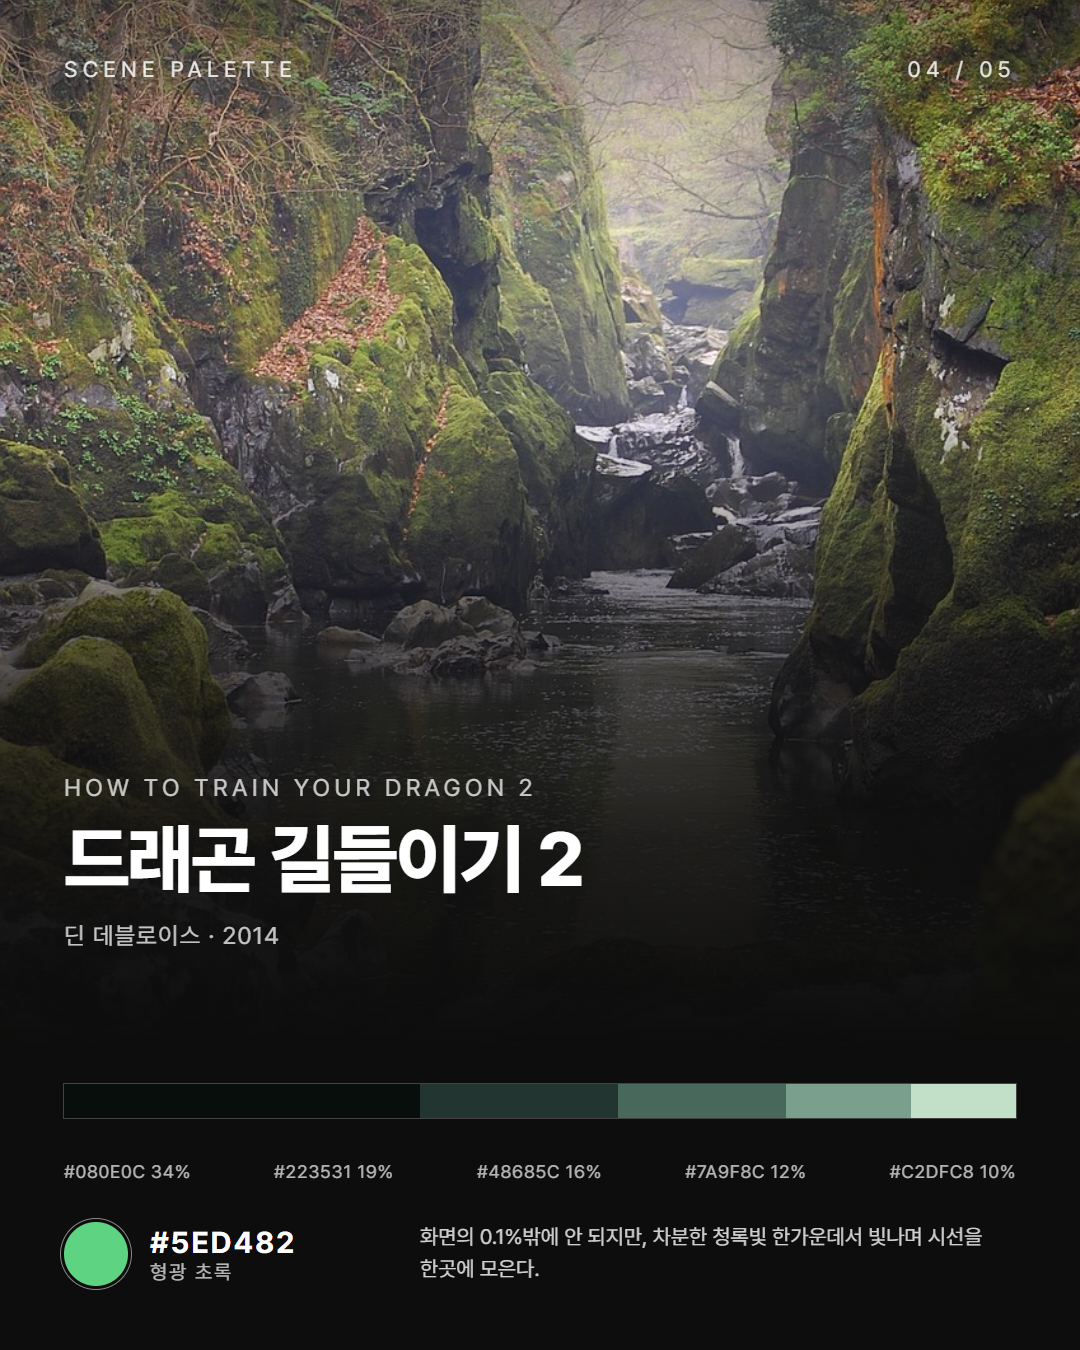 SCENE PALETTE
04 / 05
HOW TO TRAIN YOUR DRAGON 2
드래곤 길들이기 2
딘 데블로이스 · 2014
#080E0C 34%
#223531 19%
#48685C 16%
#7A9F8C 12%
#C2DFC8 10%
#5ED482
형광 초록
화면의 0.1%밖에 안 되지만, 차분한 청록빛 한가운데서 빛나며 시선을
한곳에 모은다.